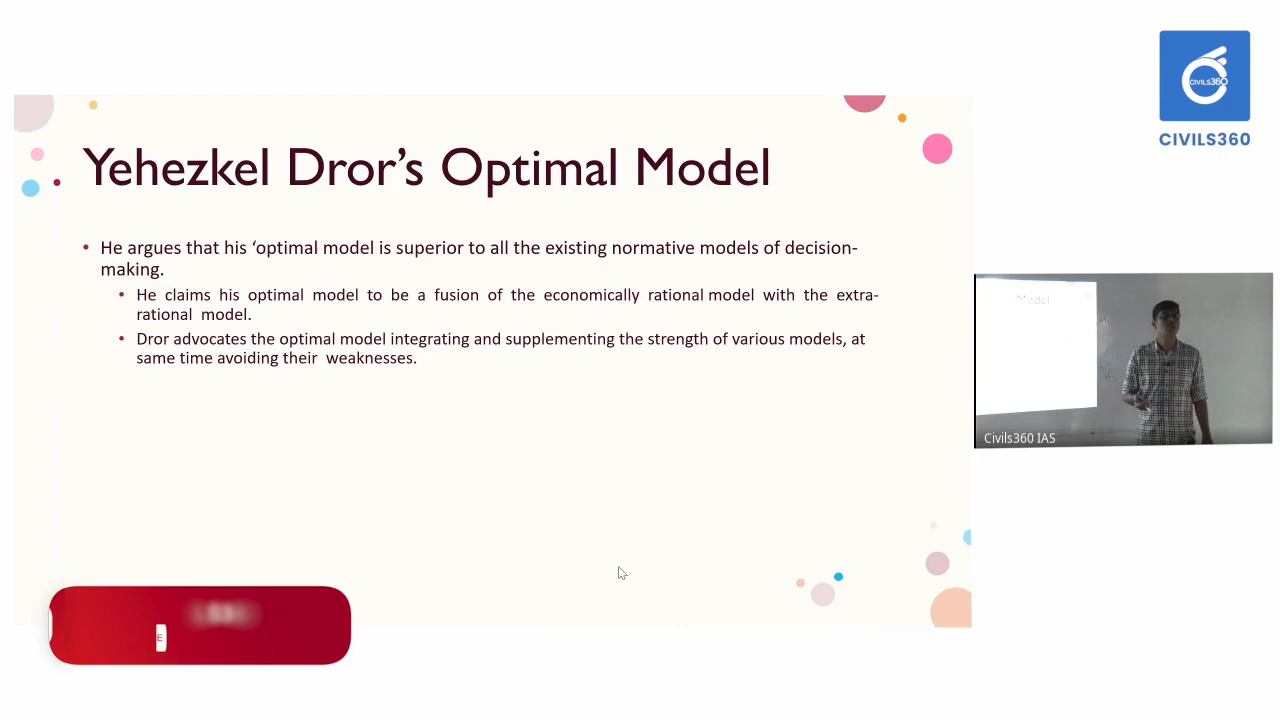 CIVILS360
CIVILS360
Yehezkel Dror’s Optimal Model
• He argues that his ‘optimal model is superior to all the existing normative models of decision-
making.
• He claims his optimal model to be a fusion of the economically rational model with the extra-
rational model.
• Dror advocates the optimal model integrating and supplementing the strength of various models, at
same time avoiding their weaknesses.
Model
Civils360 IAS
E